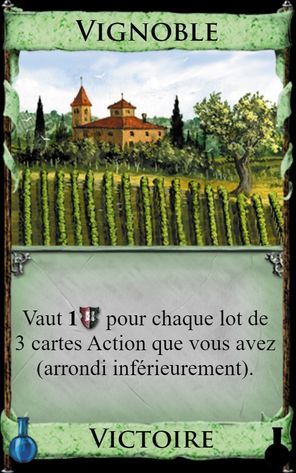 VIGNOBLE
Vaut 1 pour chaque lot de
3 cartes Action que vous avez
(arrondi inférieurement).
VICTOIRE